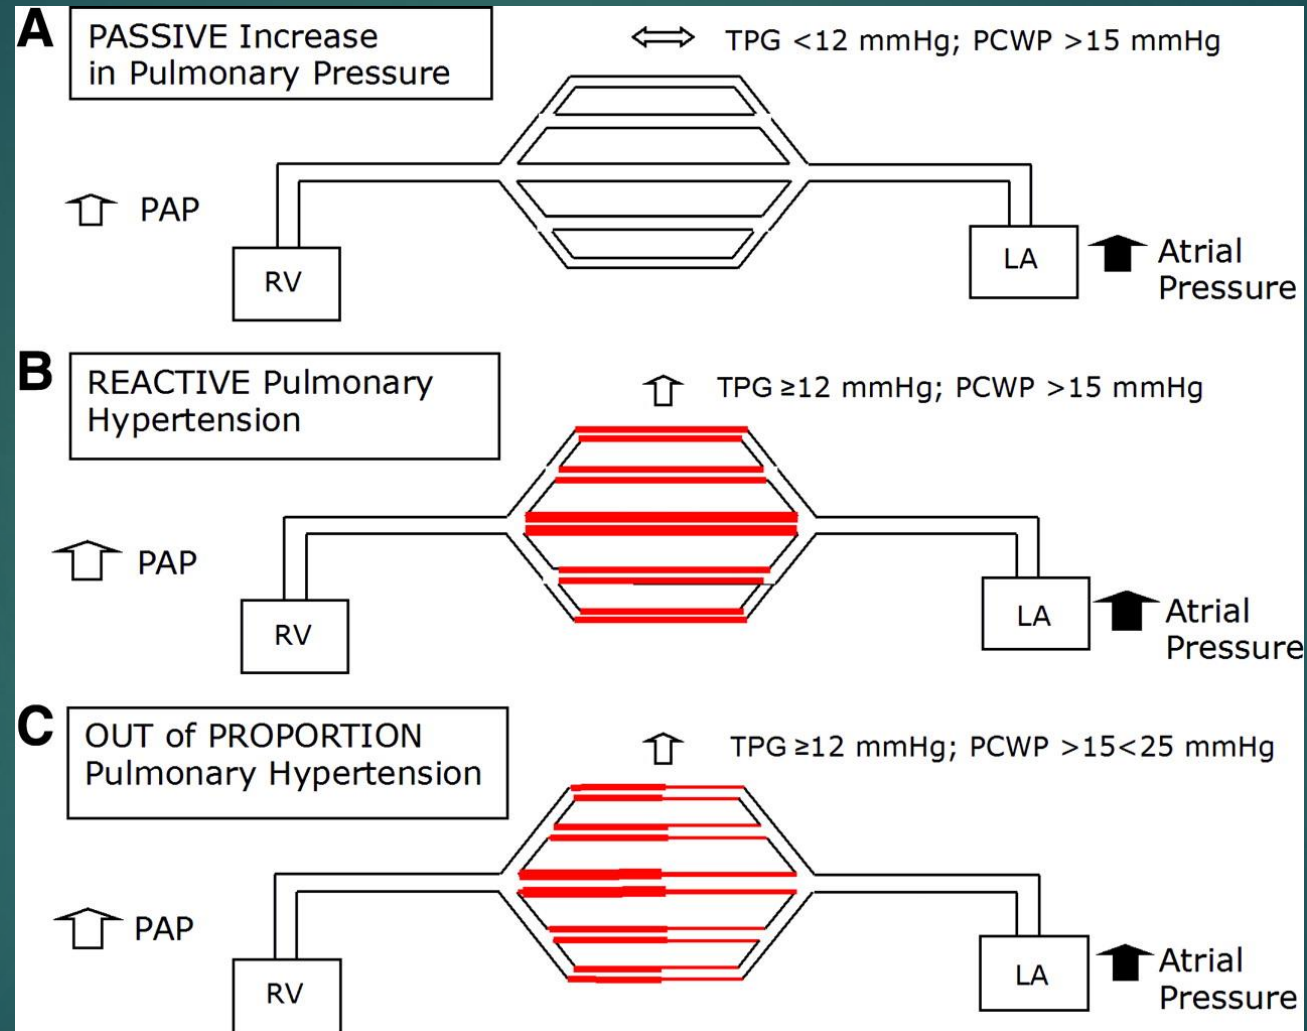 A
PASSIVE Increase
in Pulmonary Pressure
TPG <12 mmHg; PCWP >15 mmHg
PAP
RV
LA
Atrial
Pressure
B
REACTIVE Pulmonary
Hypertension
TPG ≥12 mmHg; PCWP >15 mmHg
PAP
RV
LA
Atrial
Pressure
C
OUT of PROPORTION
Pulmonary Hypertension
TPG ≥12 mmHg; PCWP >15<25 mmHg
PAP
RV
LA
Atrial
Pressure